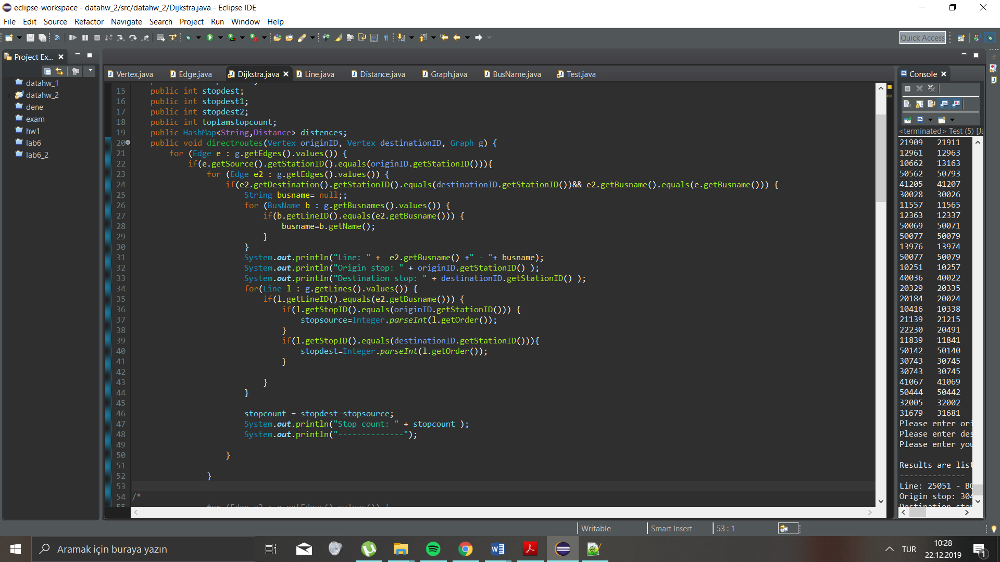 eclipse-workspace - datahw_2/src/datahw_2/Dijkstra.java - Eclipse IDE
File Edit Source Refactor Navigate Search Project Run Window Help
Quick Access
Project Ex...
datahw_1
datahw_2
dene
exam
hw1
lab6
lab6_2
Vertex.java Edge.java Dijkstra.java Line.java Distance.java Graph.java BusName.java Test.java
15 public int stopdest;
16 public int stopdest1;
17 public int stopdest2;
18 public int toplamstopcount;
19 public HashMap<String,Distance> distences;
20 public void directroutes(Vertex originID, Vertex destinationID, Graph g) {
21 for (Edge e : g.getEdges().values()) {
22 if(e.getSource().getStationID().equals(originID.getStationID())){
23 for (Edge e2 : g.getEdges().values()) {
24 if(e2.getDestination().getStationID().equals(destinationID.getStationID())&& e2.getBusname().equals(e.getBusname())) {
25 String busname= null;;
26 for (BusName b : g.getBusnames().values()) {
27 if(b.getLineID().equals(e2.getBusname())) {
28 busname=b.getName();
29 }
30 }
31 System.out.println("Line: " +  e2.getBusname() +" - "+ busname);
32 System.out.println("Origin stop: " + originID.getStationID() );
33 System.out.println("Destination stop: " + destinationID.getStationID() );
34 for(Line l : g.getLines().values()) {
35 if(l.getLineID().equals(e2.getBusname())) {
36 if(l.getStopID().equals(originID.getStationID())) {
37 stopsource=Integer.parseInt(l.getOrder());
38 }
39 if(l.getStopID().equals(destinationID.getStationID())){
40 stopdest=Integer.parseInt(l.getOrder());
41 }
42
43 }
44 }
45
46 stopcount = stopdest-stopsource;
47 System.out.println("Stop count: " + stopcount );
48 System.out.println("--------------");
49
50 }
51
52 }
53
54 /*
Console
<terminated> Test (5) [Ja
21909 21911
12961 12963
10662 13163
50562 50793
41205 41207
30028 30026
11557 11565
12363 12337
50069 50071
50077 50079
13976 13974
50077 50079
10251 10257
40036 40022
20329 20335
20184 20024
10416 10338
21139 21215
22230 20491
11839 11841
50142 50140
30743 30745
30743 30745
41067 41069
50444 50442
32005 32002
31679 31681
Please enter ori
Please enter des
Please enter you
Results are list
--------------
Line: 25051 - BO
Origin stop: 304
Writable Smart Insert 53 : 1
Aramak için buraya yazın
TUR
10:28
22.12.2019
1